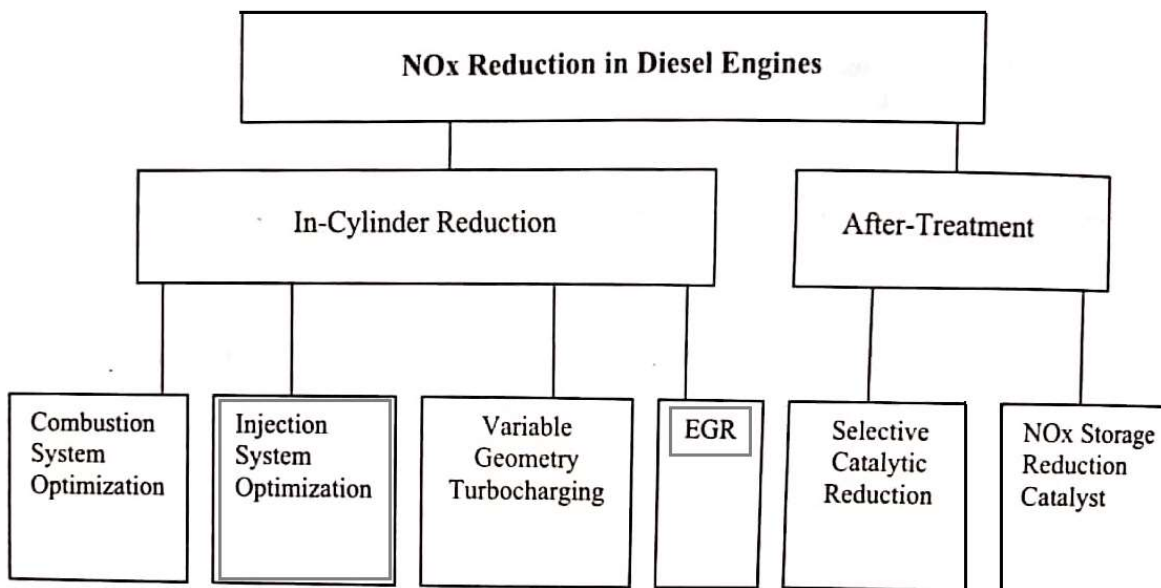 NOx Reduction in Diesel Engines
In-Cylinder Reduction
After-Treatment
Combustion
System
Optimization
Injection
System
Optimization
Variable
Geometry
Turbocharging
EGR
Selective
Catalytic
Reduction
NOx Storage
Reduction
Catalyst